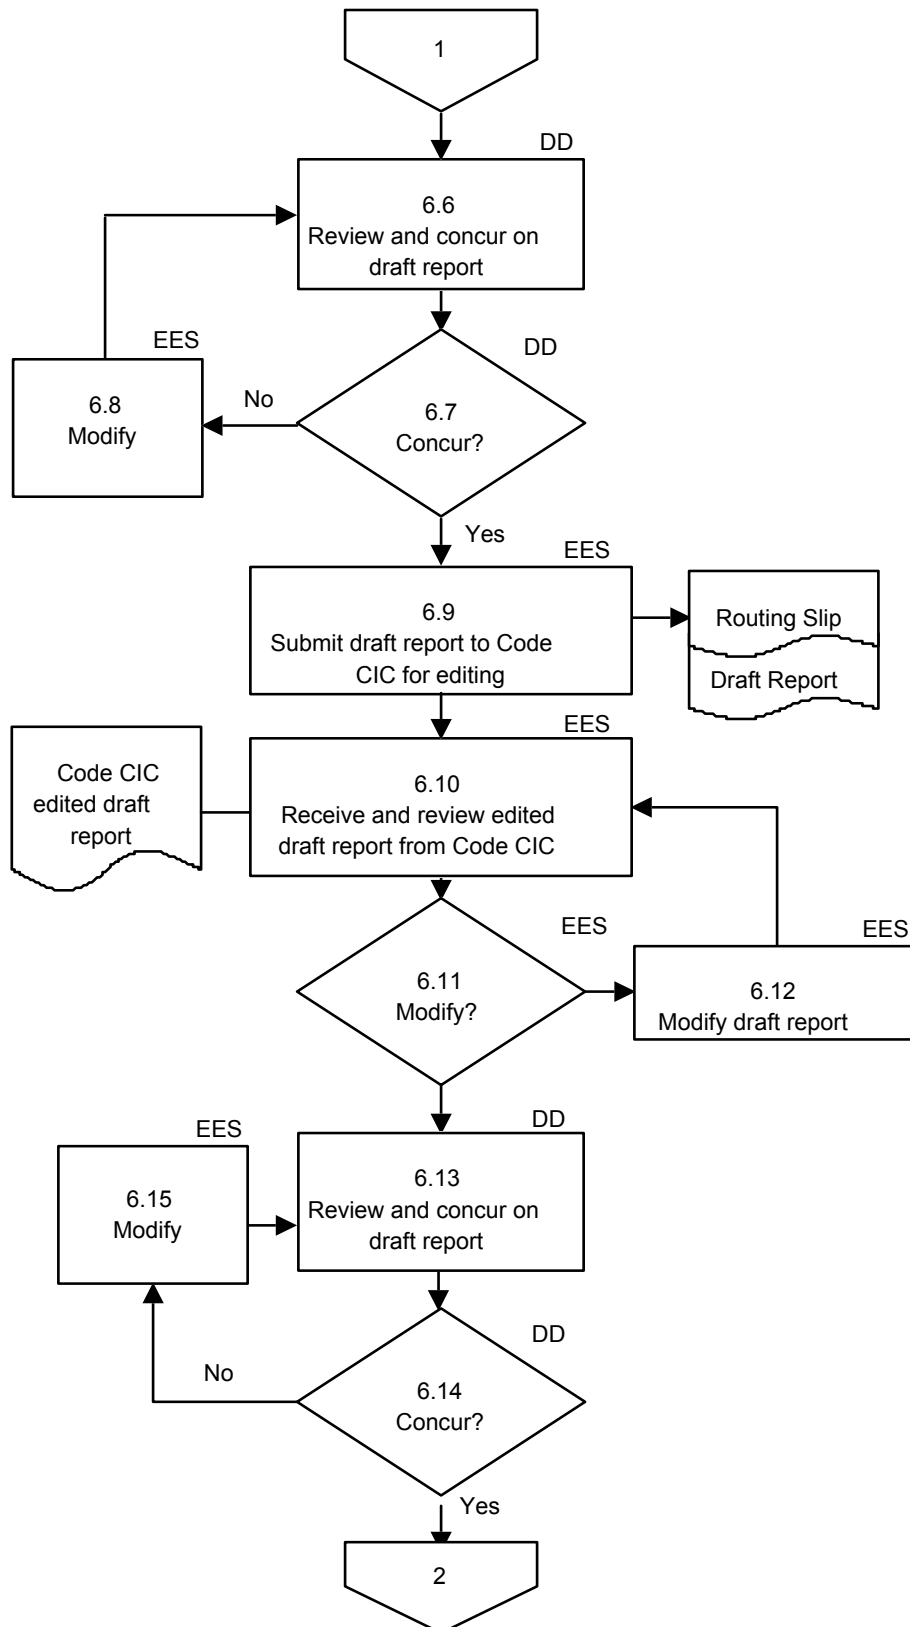 1
DD
6.6
Review and concur on
draft report
EES
6.8
Modify
No
DD
6.7
Concur?
Yes
EES
6.9
Submit draft report to Code
CIC for editing
Routing Slip
Draft Report
EES
Code CIC
edited draft
report
6.10
Receive and review edited
draft report from Code CIC
EES
6.11
Modify?
EES
6.12
Modify draft report
EES
6.15
Modify
DD
6.13
Review and concur on
draft report
No
DD
6.14
Concur?
Yes
2